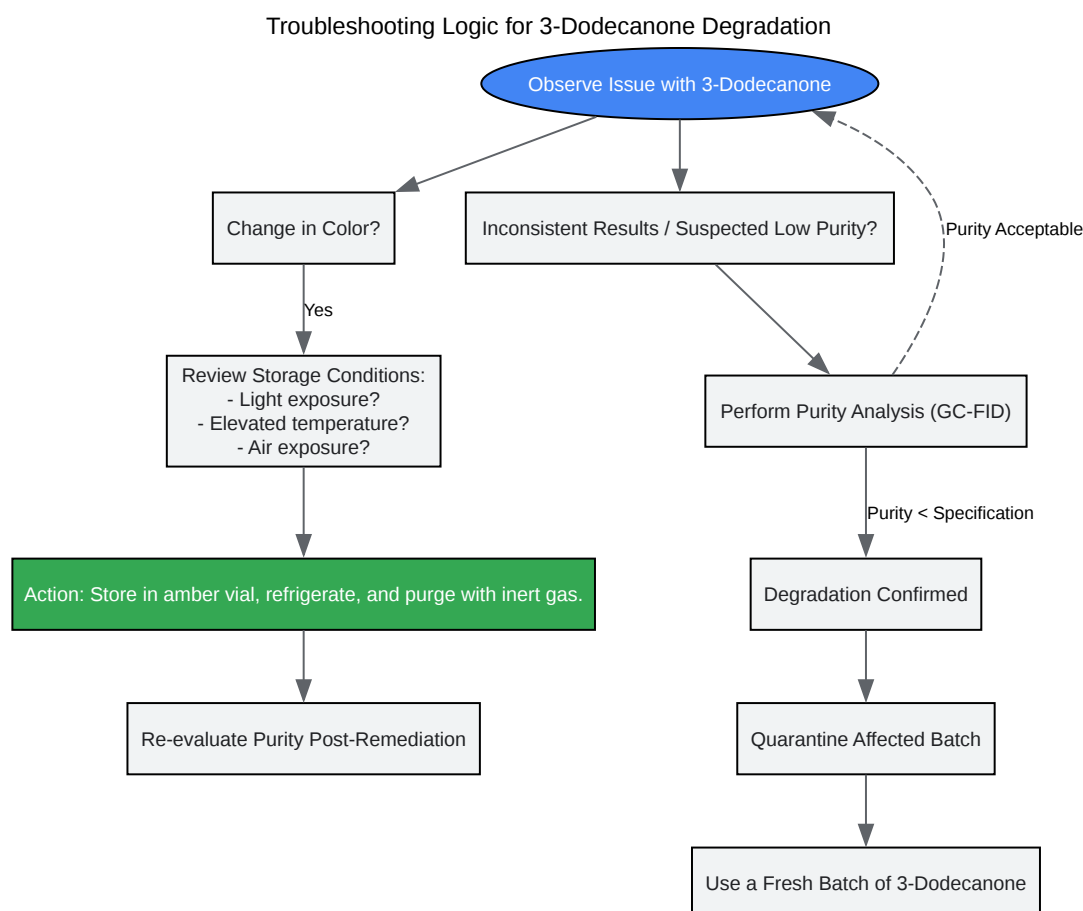 Troubleshooting Logic for 3-Dodecanone Degradation
Observe Issue with 3-Dodecanone
Change in Color?
Inconsistent Results / Suspected Low Purity?
Purity Acceptable
Yes
Review Storage Conditions:
- Light exposure?
- Elevated temperature?
- Air exposure?
Perform Purity Analysis (GC-FID)
Purity < Specification
Action: Store in amber vial, refrigerate, and purge with inert gas.
Degradation Confirmed
Re-evaluate Purity Post-Remediation
Quarantine Affected Batch
Use a Fresh Batch of 3-Dodecanone